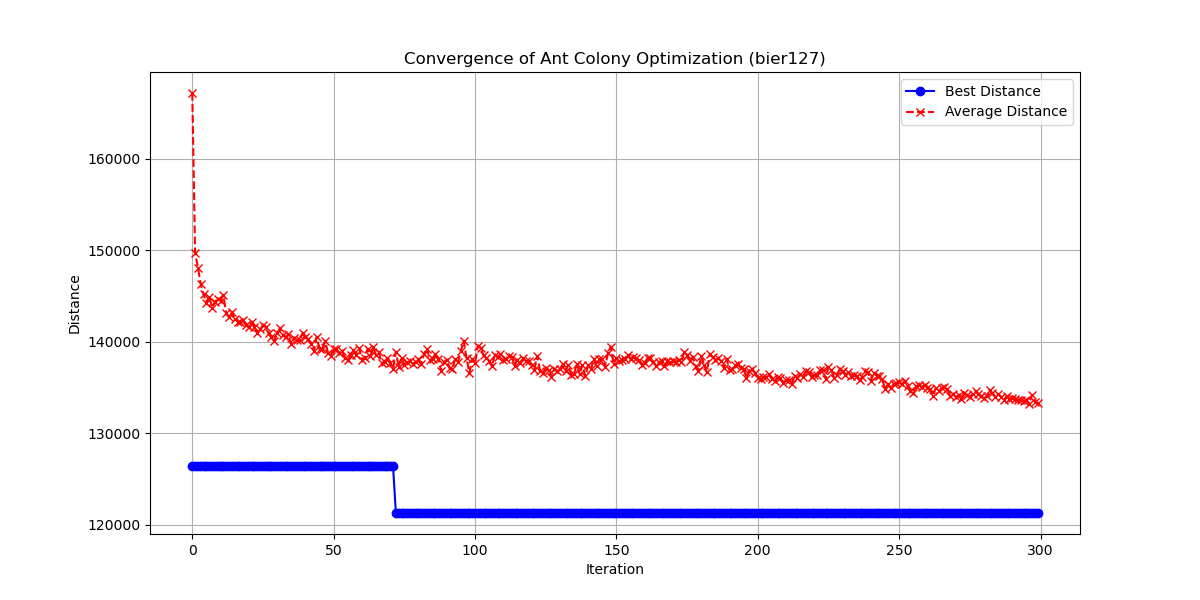 Convergence of Ant Colony Optimization (bier127)
Best Distance
Average Distance
Distance
160000
150000
140000
130000
120000
0 50 100 150 200 250 300
Iteration